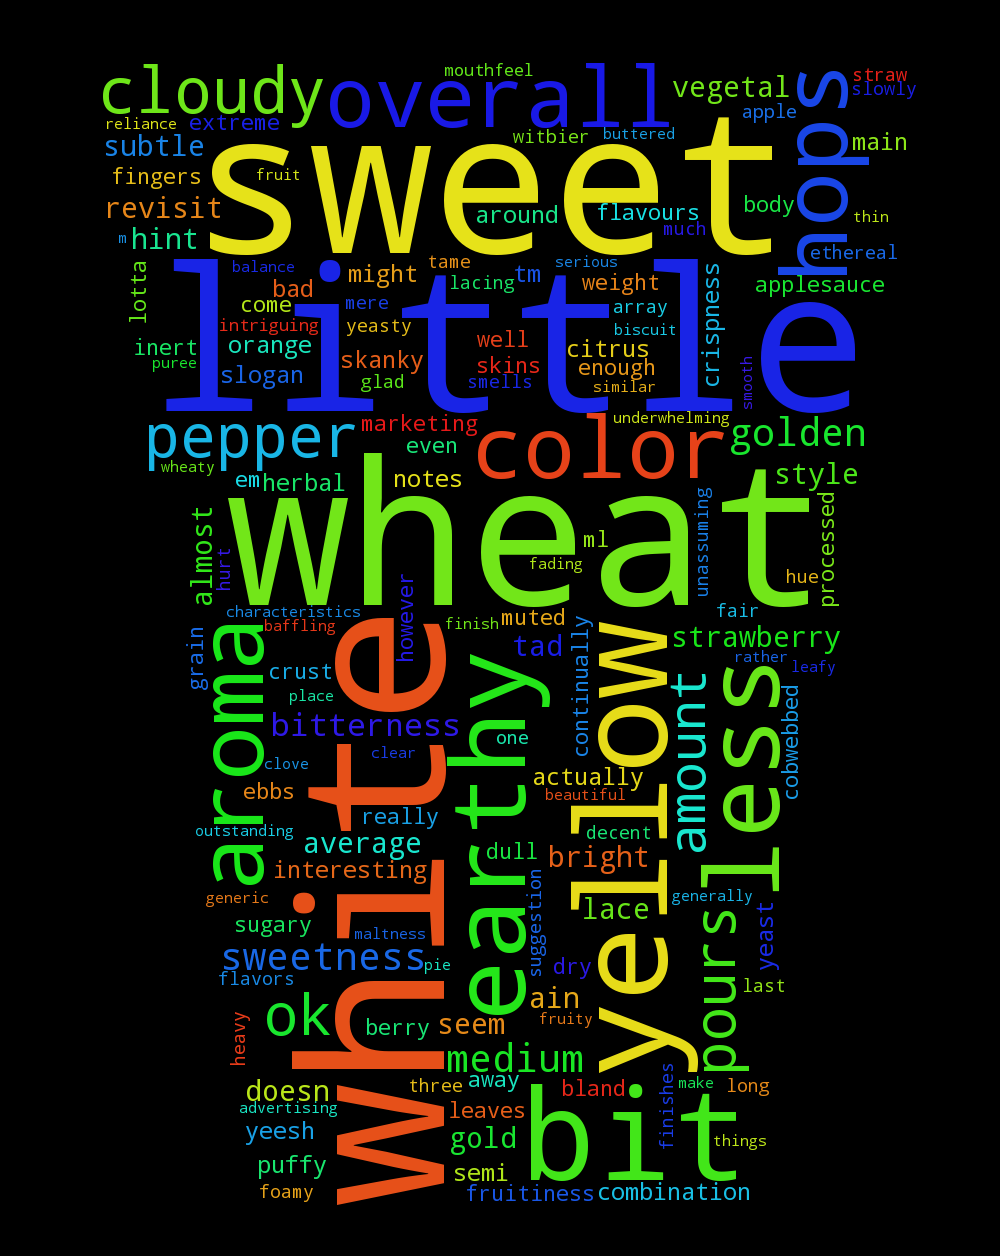 mouthfeel
cloudy
overall
vegetal
hops
straw
slowly
reliance
extreme
apple
witbier
buttered
subtle
sweet
main
fingers
fruit
revisit
around
flavours
body
thin
m
hint
much
ethereal
lotta
little
balance
bad
might
tame
lacing
tm
serious
weight
crispness
applesauce
come
mere
array
intriguing
yeasty
biscuit
inert
orange
well
citrus
puree
slogan
skanky
skins
enough
glad
smells
similar
smooth
pepper
marketing
color
underwhelming
golden
even
wheaty
em
herbal
notes
style
wheat
almost
hurt
ml
unassuming
processed
fading
hue
characteristics
baffling
however
finish
muted
fair
grain
aroma
white
tad
continually
yellow
strawberry
rather
leafy
crust
place
earthy
amount
less
cobwebbed
bitterness
one
clear
clove
actually
ebbs
beautiful
really
outstanding
average
dull
decent
interesting
bright
generic
suggestion
lace
generally
sugary
maltness
pours
yeast
sweetness
pie
flavors
dry
last
ok
ain
heavy
berry
seem
fruity
medium
doesn
three
away
bland
finishes
make
long
advertising
leaves
bit
yeesh
gold
things
puffy
semi
foamy
fruitiness
combination